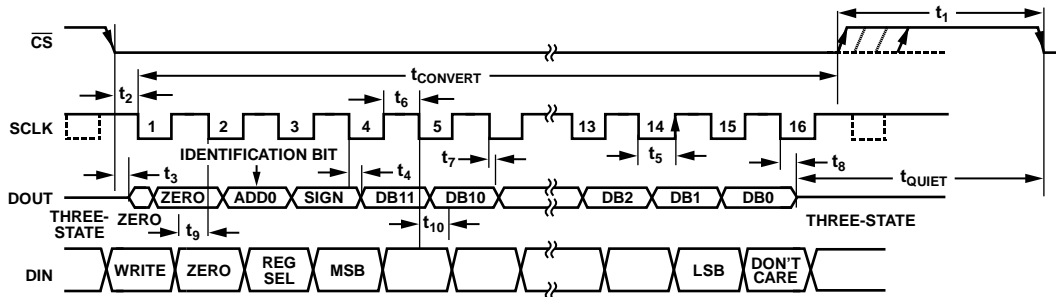 t1
CS
tCONVERT
t2
t6
SCLK
1 2 3 4 5 13 14 15 16
IDENTIFICATION BIT
t3 t4 t7 t5 t8
tQUIET
DOUT
ZERO ADD0 SIGN DB11 DB10 DB2 DB1 DB0
THREE-STATE
ZERO
t9
t10
THREE-STATE
DIN
WRITE ZERO REG SEL MSB LSB DON'T CARE